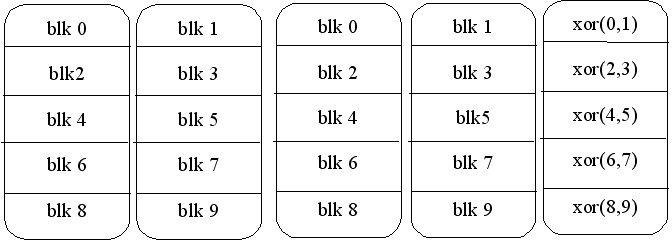 blk 0 blk 1 blk 0 blk 1 xor(0,1)
blk2 blk 3 blk 2 blk 3 xor(2,3)
blk 4 blk 5 blk 4 blk5 xor(4,5)
blk 6 blk 7 blk 6 blk 7 xor(6,7)
blk 8 blk 9 blk 8 blk 9 xor(8,9)